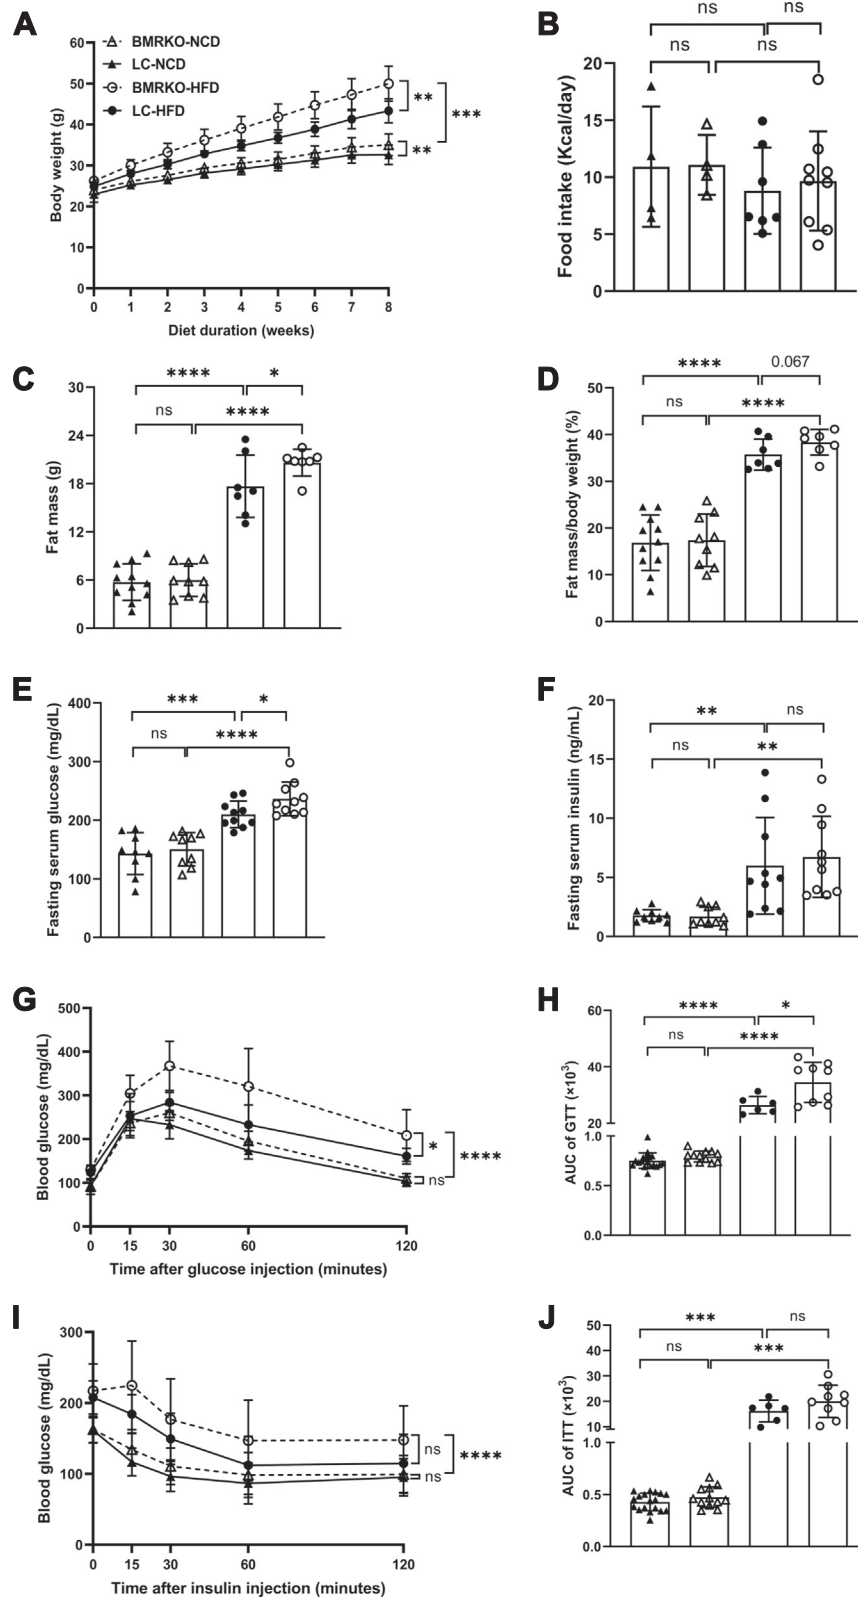 A
BMRKO-NCD
LC-NCD
BMRKO-HFD
LC-HFD
Body weight (g)
60
50
40
30
20
10
0
**
***
**
0 1 2 3 4 5 6 7 8
Diet duration (weeks)
B
ns
ns
ns
ns
Food intake (Kcal/day)
20
15
10
5
0
C
**** *
ns ****
Fat mass (g)
30
24
18
12
6
0
D
**** 0.067
ns ****
Fat mass/body weight (%)
50
40
30
20
10
0
E
*** *
ns ****
Fasting serum glucose (mg/dL)
400
300
200
100
0
F
** ns
ns **
Fasting serum insulin (ng/mL)
20
15
10
5
0
G
Blood glucose (mg/dL)
500
400
300
200
100
0
*
****
ns
0 15 30 60 120
Time after glucose injection (minutes)
H
**** *
ns ****
AUC of GTT (×10³)
60
40
20
1.0
0.5
0.0
I
Blood glucose (mg/dL)
300
200
100
0
ns
****
ns
0 15 30 60 120
Time after insulin injection (minutes)
J
*** ns
ns ***
AUC of ITT (×10³)
50
40
30
20
10
1.0
0.5
0.0